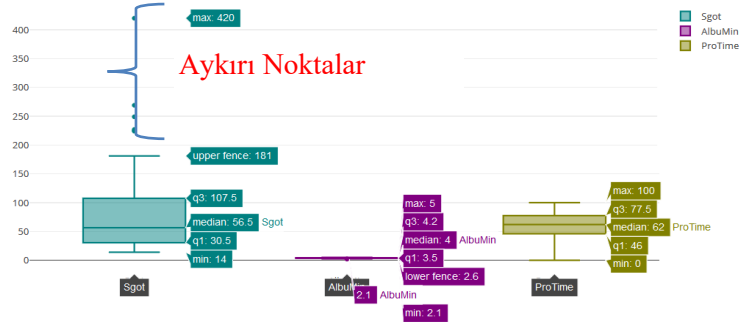 400
350
300
250
200
150
100
50
0
max: 420
Aykırı Noktalar
upper fence: 181
q3: 107.5
median: 56.5 Sgot
q1: 30.5
min: 14
Sgot
max: 5
q3: 4.2
median: 4 AlbuMin
q1: 3.5
lower fence: 2.6
2.1 AlbuMin
min: 2.1
AlbuMin
max: 100
q3: 77.5
median: 62 ProTime
q1: 46
min: 0
ProTime
Sgot
AlbuMin
ProTime